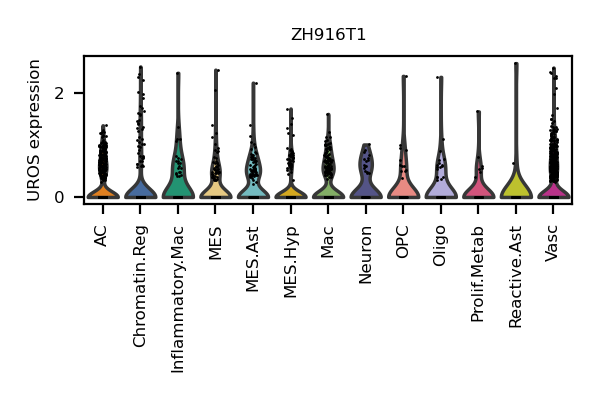 ZH916T1
UROS expression
2
0
AC
Chromatin.Reg
Inflammatory.Mac
MES
MES.Ast
MES.Hyp
Mac
Neuron
OPC
Oligo
Prolif.Metab
Reactive.Ast
Vasc